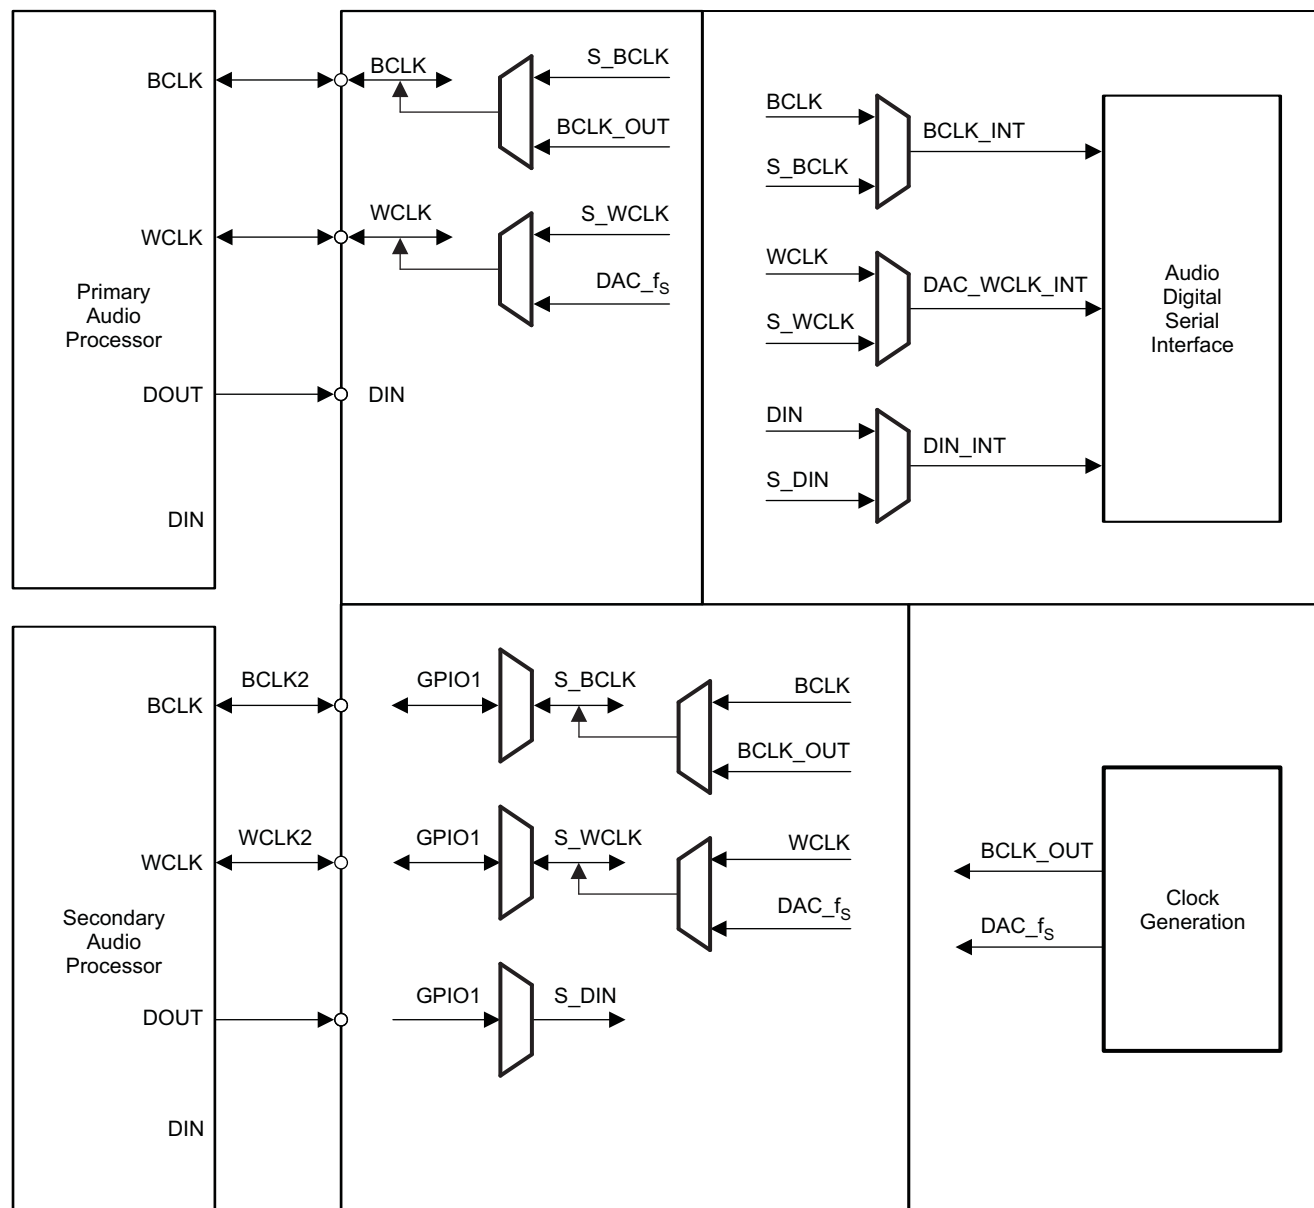 BCLK
BCLK
S_BCLK
BCLK_OUT
WCLK
WCLK
S_WCLK
DAC_fS
Primary
Audio
Processor
DOUT
DIN
DIN
BCLK
S_BCLK
BCLK_INT
WCLK
S_WCLK
DAC_WCLK_INT
DIN
S_DIN
DIN_INT
Audio
Digital
Serial
Interface
BCLK
BCLK2
GPIO1
S_BCLK
BCLK
BCLK_OUT
WCLK
WCLK2
GPIO1
S_WCLK
WCLK
DAC_fS
Secondary
Audio
Processor
DOUT
GPIO1
S_DIN
DIN
BCLK_OUT
DAC_fS
Clock
Generation